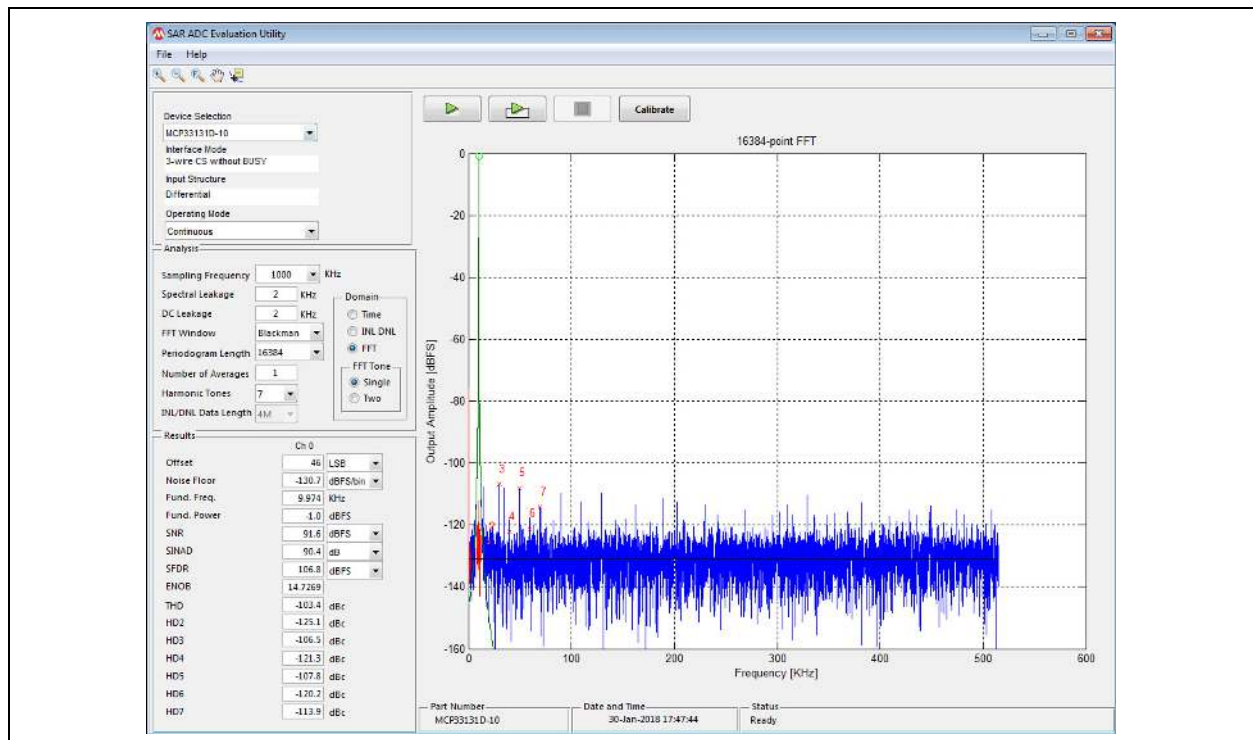 SAR ADC Evaluation Utility
File Help
Device Selection
MCP33131D-10
Interface Mode
3-wire CS without BUSY
Input Structure
Differential
Operating Mode
Continuous
Analysis
Sampling Frequency 1000 KHz
Spectral Leakage 2 KHz
DC Leakage 2 KHz
FFT Window Blackman
Periodogram Length 16384
Number of Averages 1
Harmonic Tones 7
INL/DNL Data Length 4M
Domain
Time
INL DNL
FFT
FFT Tone
Single
Two
Results
Ch 0
Offset 46 LSB
Noise Floor -130.7 dBFS/bin
Fund. Freq. 9.974 KHz
Fund. Power -1.0 dBFS
SNR 91.6 dBFS
SINAD 90.4 dB
SFDR 106.8 dBFS
ENOB 14.7269
THD -103.4 dBc
HD2 -125.1 dBc
HD3 -106.5 dBc
HD4 -121.3 dBc
HD5 -107.8 dBc
HD6 -120.2 dBc
HD7 -113.9 dBc
Calibrate
16384-point FFT
Output Amplitude [dBFS]
0
-20
-40
-60
-80
-100
-120
-140
-160
2 3 4 5 6 7
0 100 200 300 400 500 600
Frequency [KHz]
Part Number
MCP33131D-10
Date and Time
30-Jan-2018 17:47:44
Status
Ready